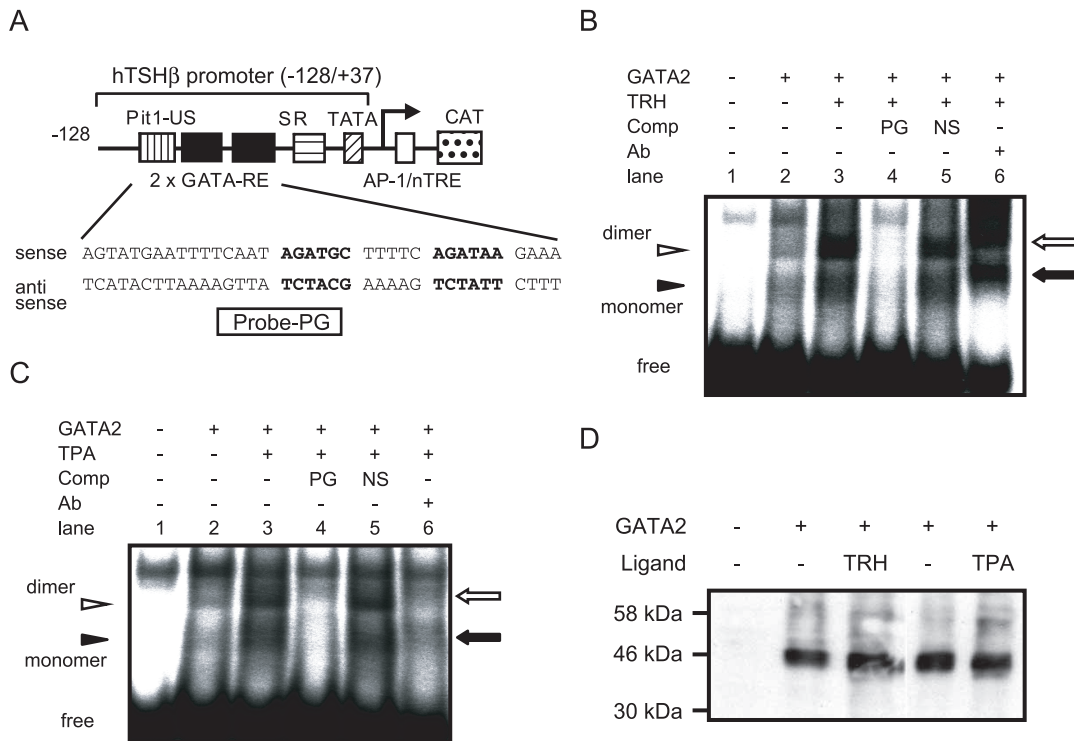 A
hTSHβ promoter (-128/+37)
Pit1-US SR TATA CAT
-128
2 x GATA-RE AP-1/nTRE
sense AGTATGAATTTTCAAT AGATGC TTTTC AGATAA GAAA
anti sense TCATACTTAAAAGTTA TCTACG AAAAG TCTATT CTTT
Probe-PG
B
GATA2 - + + + + +
TRH - - + + + +
Comp - - - PG NS -
Ab - - - - - +
lane 1 2 3 4 5 6
dimer
monomer
free
C
GATA2 - + + + + +
TPA - - + + + +
Comp - - - PG NS -
Ab - - - - - +
lane 1 2 3 4 5 6
dimer
monomer
free
D
GATA2 - + + + +
Ligand - - TRH - TPA
58 kDa
46 kDa
30 kDa